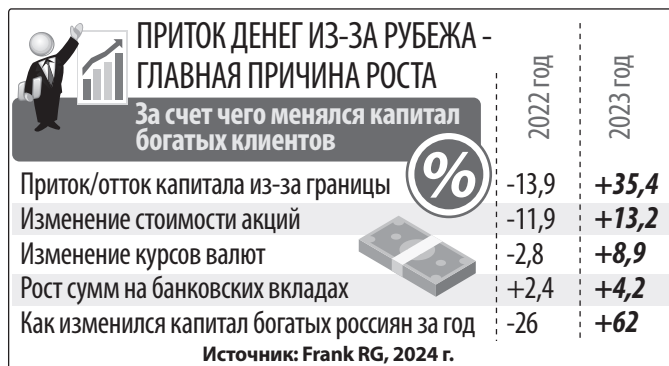 ПРИТОК ДЕНЕГ ИЗ-ЗА РУБЕЖА -
ГЛАВНАЯ ПРИЧИНА РОСТА
За счет чего менялся капитал
богатых клиентов
%
2022 год
2023 год
Приток/отток капитала из-за границы -13,9 +35,4
Изменение стоимости акций -11,9 +13,2
Изменение курсов валют -2,8 +8,9
Рост сумм на банковских вкладах +2,4 +4,2
Как изменился капитал богатых россиян за год -26 +62
Источник: Frank RG, 2024 г.